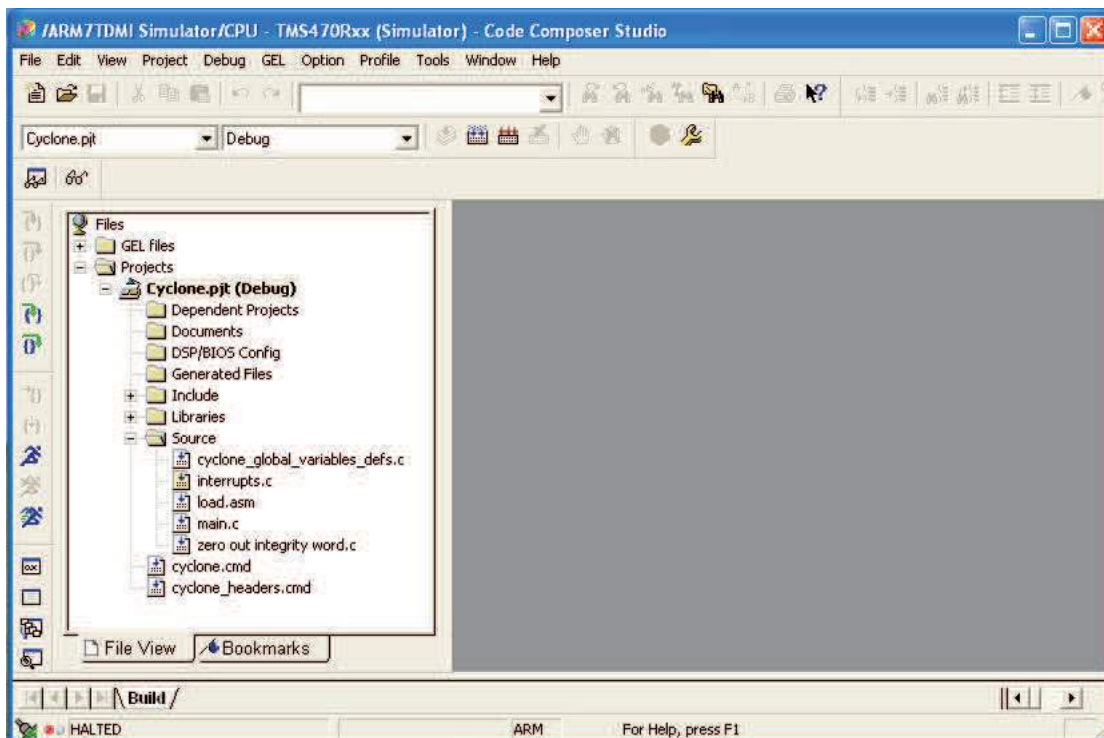 /ARM7TDMI Simulator/CPU - TMS470Rxx (Simulator) - Code Composer Studio
File Edit View Project Debug GEL Option Profile Tools Window Help
Cyclone.pjt Debug
Files
GEL files
Projects
Cyclone.pjt (Debug)
Dependent Projects
Documents
DSP/BIOS Config
Generated Files
Include
Libraries
Source
cyclone_global_variables_defs.c
interrupts.c
load.asm
main.c
zero out integrity word.c
cyclone.cmd
cyclone_headers.cmd
File View Bookmarks
Build
HALTED ARM For Help, press F1